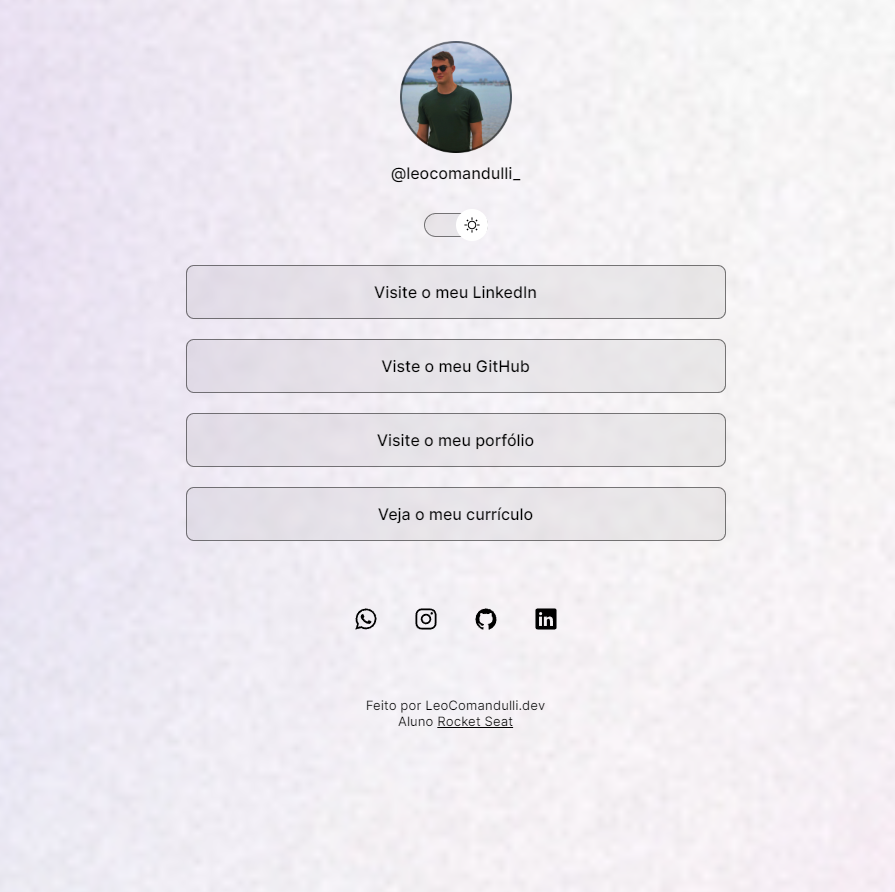 @leocomandulli_
Visite o meu LinkedIn
Viste o meu GitHub
Visite o meu porfólio
Veja o meu currículo
in
Feito por LeoComandulli.dev
Aluno Rocket Seat